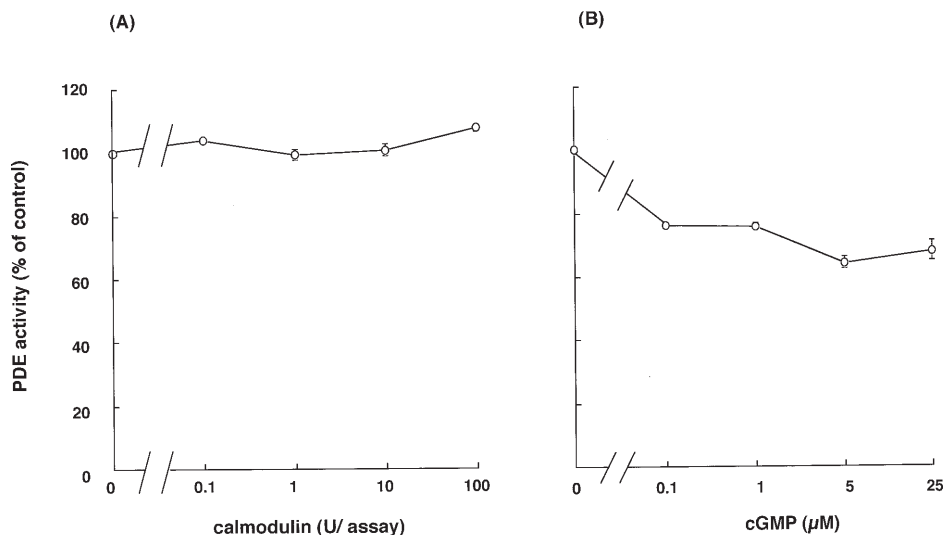 (A)
(B)
PDE activity (% of control)
120
100
80
60
40
20
0
0 0.1 1 10 100
calmodulin (U/ assay)
0 0.1 1 5 25
cGMP (µM)